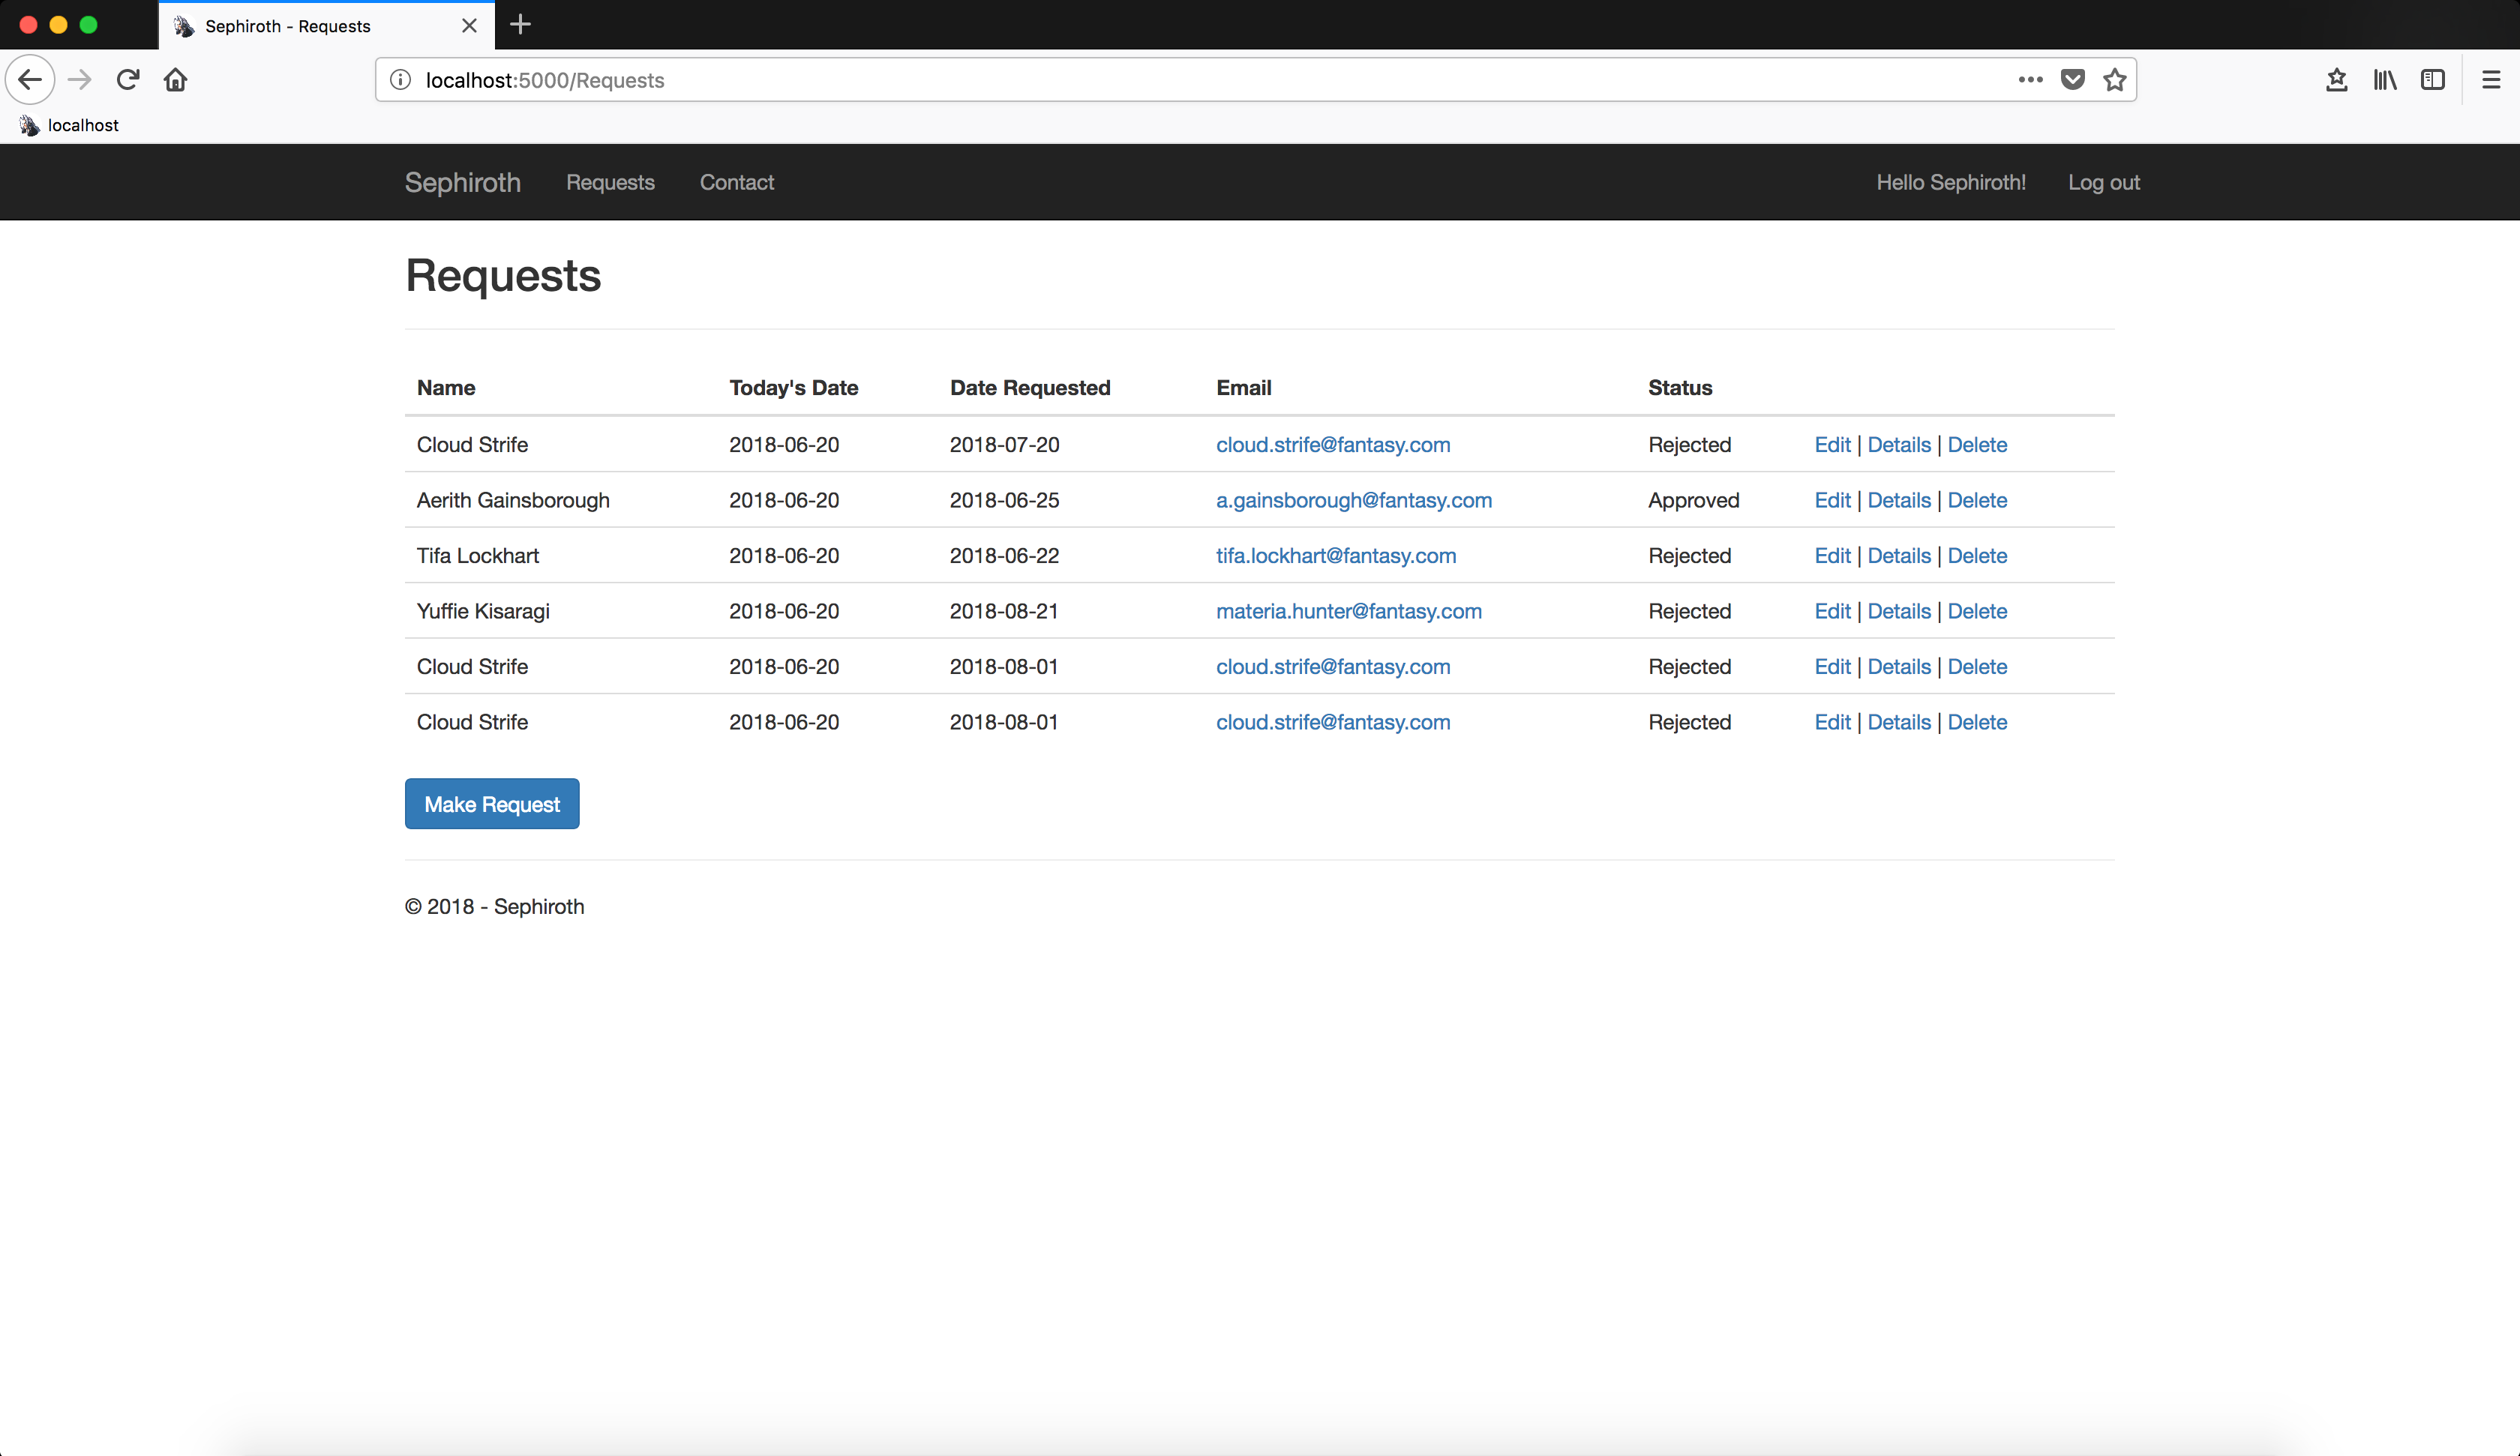 Sephiroth - Requests
localhost:5000/Requests
localhost
Sephiroth Requests Contact Hello Sephiroth! Log out
Requests
Name Today's Date Date Requested Email Status
Cloud Strife 2018-06-20 2018-07-20 cloud.strife@fantasy.com Rejected Edit | Details | Delete
Aerith Gainsborough 2018-06-20 2018-06-25 a.gainsborough@fantasy.com Approved Edit | Details | Delete
Tifa Lockhart 2018-06-20 2018-06-22 tifa.lockhart@fantasy.com Rejected Edit | Details | Delete
Yuffie Kisaragi 2018-06-20 2018-08-21 materia.hunter@fantasy.com Rejected Edit | Details | Delete
Cloud Strife 2018-06-20 2018-08-01 cloud.strife@fantasy.com Rejected Edit | Details | Delete
Cloud Strife 2018-06-20 2018-08-01 cloud.strife@fantasy.com Rejected Edit | Details | Delete
Make Request
© 2018 - Sephiroth